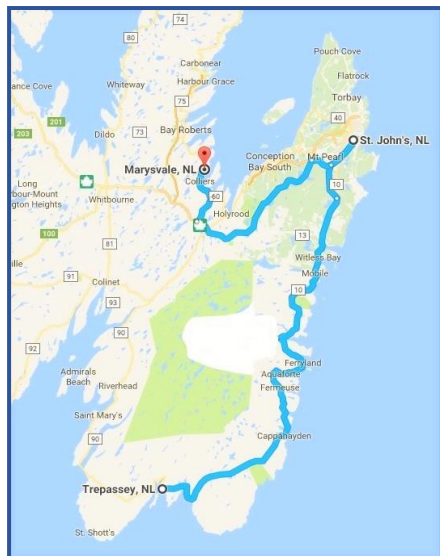 74
80
Pouch Cove
Carbonear
Flatrock
Harbour Grace
Whiteway
ance Cove
Torbay
75
201
Bay Roberts
40
203
Dildo
73
St. John's, NL
Conception
Bay South
Mt Pearl
Marysvale, NL
Colliers
10
Long
bour-Mount
ngton Heights
Whitbourne
60
Holyrood
100
13
81
Witless Bay
ille
Mobile
91
Colinet
10
93
90
92
Ferryland
Admirals
Beach
Aquaforte
Riverhead
Fermeuse
Saint Mary's
90
Cappahayden
Trepassey, NL
St. Shott's